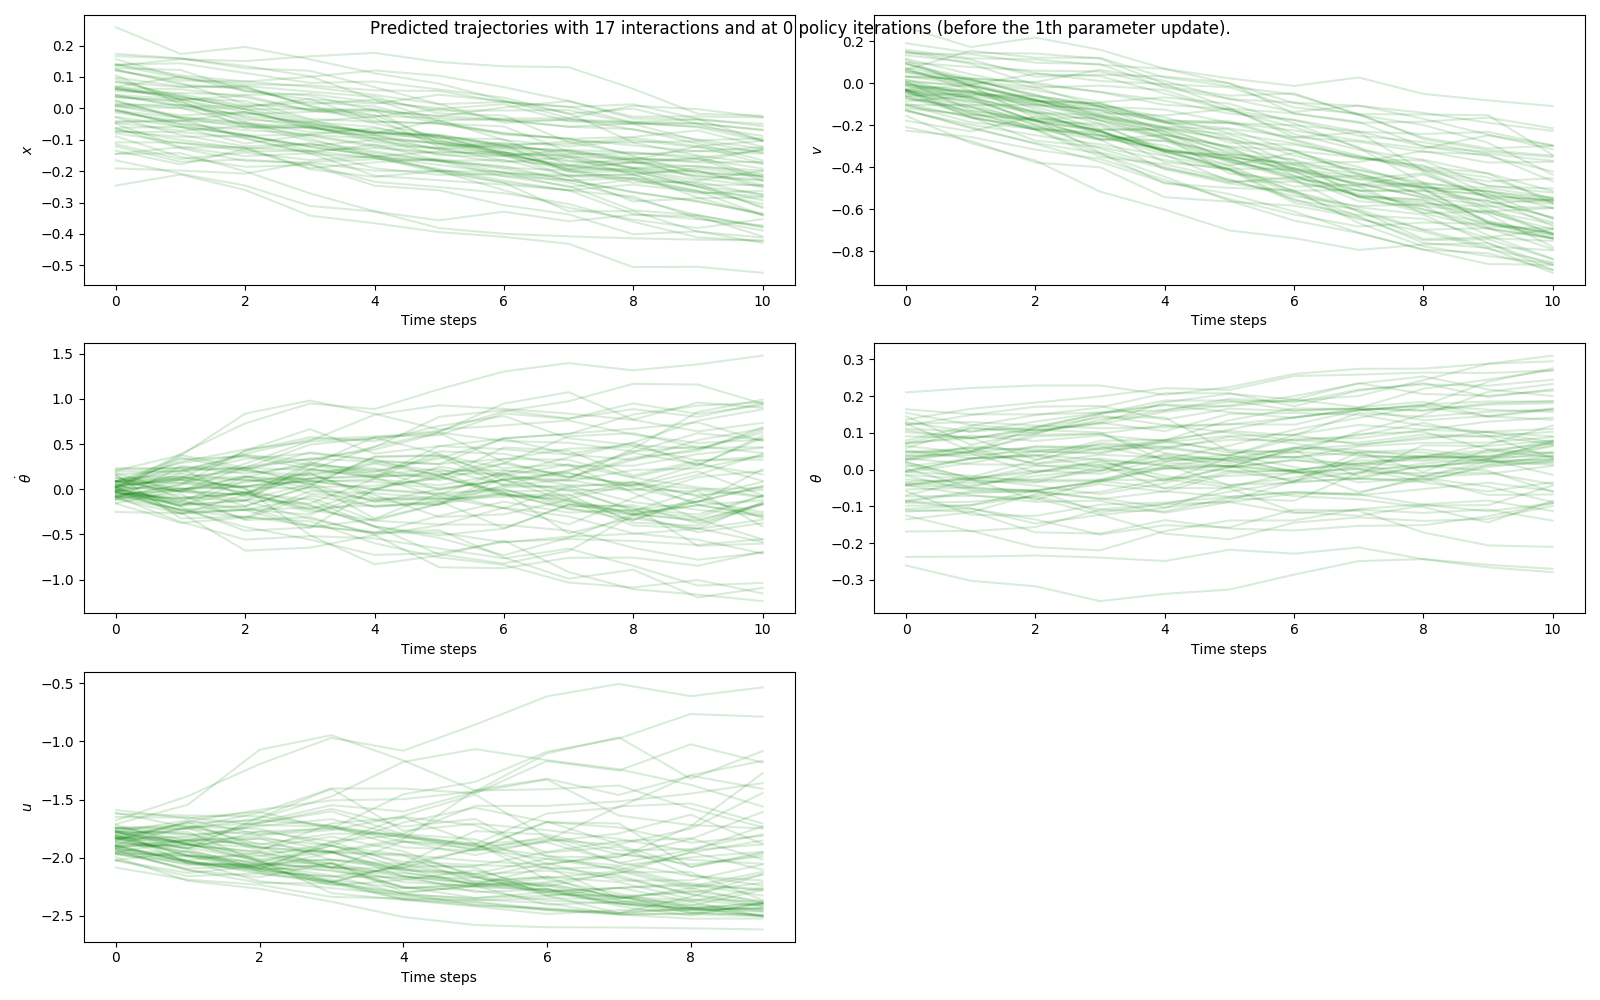 Predicted trajectories with 17 interactions and at 0 policy iterations (before the 1th parameter update).
0.2
0.1
0.0
−0.1
−0.2
−0.3
−0.4
−0.5
x
0 2 4 6 8 10
Time steps
0.2
0.0
−0.2
−0.4
−0.6
−0.8
v
0 2 4 6 8 10
Time steps
1.5
1.0
0.5
0.0
−0.5
−1.0
θ̇
0 2 4 6 8 10
Time steps
0.3
0.2
0.1
0.0
−0.1
−0.2
−0.3
θ
0 2 4 6 8 10
Time steps
−0.5
−1.0
−1.5
−2.0
−2.5
u
0 2 4 6 8
Time steps